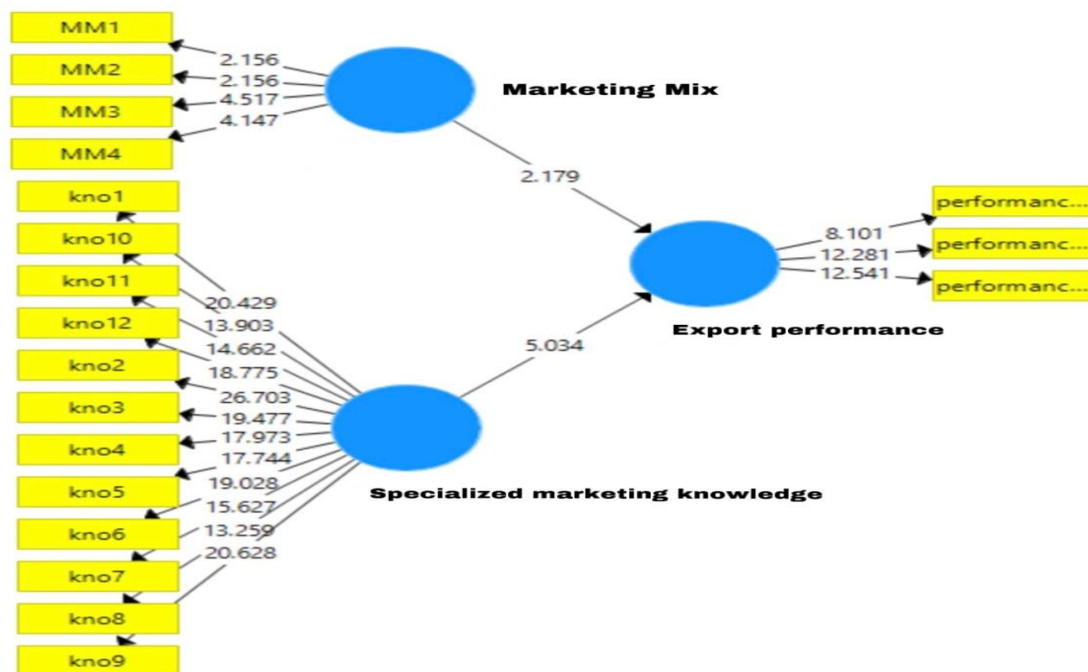 MM1
MM2
MM3
MM4
2.156
2.156
4.517
4.147
Marketing Mix
2.179
kno1
kno10
kno11
kno12
kno2
kno3
kno4
kno5
kno6
kno7
kno8
kno9
20.429
13.903
14.662
18.775
26.703
19.477
17.973
17.744
19.028
15.627
13.259
20.628
Specialized marketing knowledge
5.034
Export performance
8.101
12.281
12.541
performanc...
performanc...
performanc...